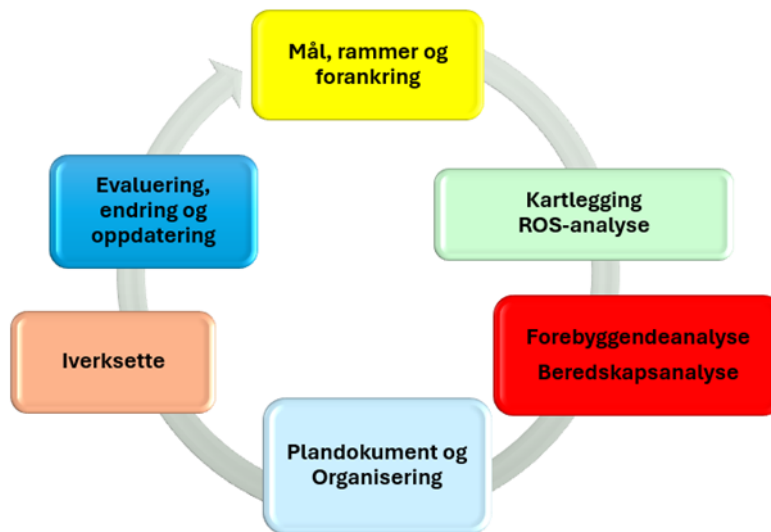 Mål, rammer og
forankring
Kartlegging
ROS-analyse
Forebyggendeanalyse
Beredskapsanalyse
Plandokument og
Organisering
Iverksette
Evaluering,
endring og
oppdatering